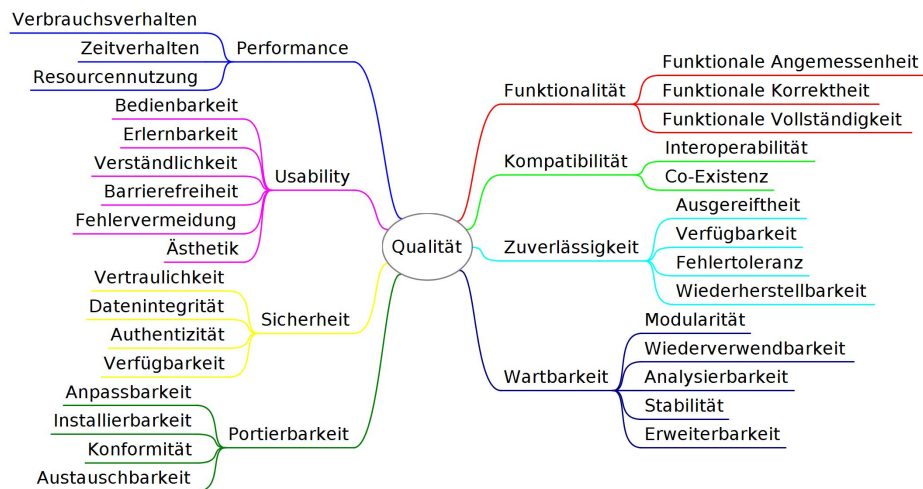 Qualität
Performance
Verbrauchsverhalten
Zeitverhalten
Resourcennutzung
Usability
Bedienbarkeit
Erlernbarkeit
Verständlichkeit
Barrierefreiheit
Fehlervermeidung
Ästhetik
Sicherheit
Vertraulichkeit
Datenintegrität
Authentizität
Verfügbarkeit
Portierbarkeit
Anpassbarkeit
Installierbarkeit
Konformität
Austauschbarkeit
Funktionalität
Funktionale Angemessenheit
Funktionale Korrektheit
Funktionale Vollständigkeit
Kompatibilität
Interoperabilität
Co-Existenz
Zuverlässigkeit
Ausgereiftheit
Verfügbarkeit
Fehlertoleranz
Wiederherstellbarkeit
Wartbarkeit
Modularität
Wiederverwendbarkeit
Analysierbarkeit
Stabilität
Erweiterbarkeit